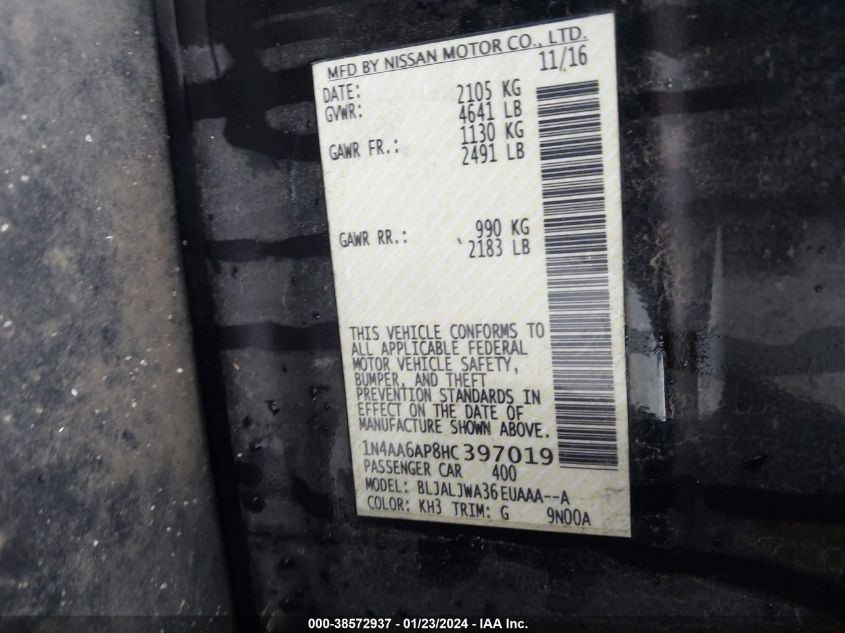 MFD BY NISSAN MOTOR CO., LTD.
DATE: 11/16
GVWR: 2105 KG
4641 LB
GAWR FR.: 1130 KG
2491 LB
GAWR RR.: 990 KG
2183 LB
THIS VEHICLE CONFORMS TO
ALL APPLICABLE FEDERAL
MOTOR VEHICLE SAFETY,
BUMPER, AND THEFT
PREVENTION STANDARDS IN
EFFECT ON THE DATE OF
MANUFACTURE SHOWN ABOVE.
1N4AA6AP8HC397019
PASSENGER CAR 400
MODEL: BLJALJWA36EUAAA--A
COLOR: KH3 TRIM: G 9N00A
000-38572937 - 01/23/2024 - IAA Inc.